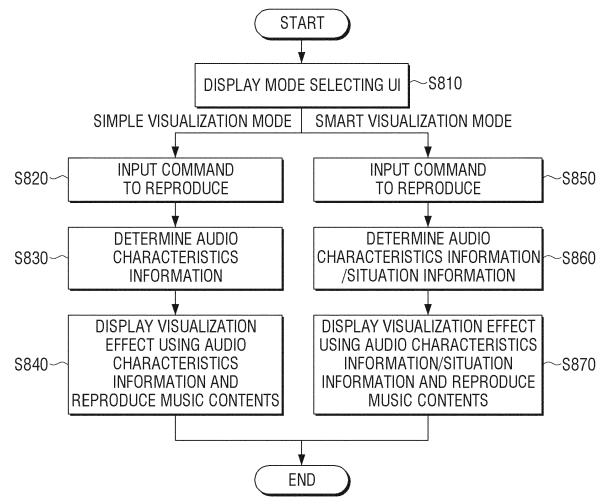 START
DISPLAY MODE SELECTING UI
S810
SIMPLE VISUALIZATION MODE
SMART VISUALIZATION MODE
S820
INPUT COMMAND
TO REPRODUCE
INPUT COMMAND
TO REPRODUCE
S850
S830
DETERMINE AUDIO
CHARACTERISTICS
INFORMATION
DETERMINE AUDIO
CHARACTERISTICS INFORMATION
/SITUATION INFORMATION
S860
S840
DISPLAY VISUALIZATION
EFFECT USING AUDIO
CHARACTERISTICS
INFORMATION AND
REPRODUCE MUSIC CONTENTS
DISPLAY VISUALIZATION EFFECT
USING AUDIO CHARACTERISTICS
INFORMATION/SITUATION
INFORMATION AND REPRODUCE
MUSIC CONTENTS
S870
END